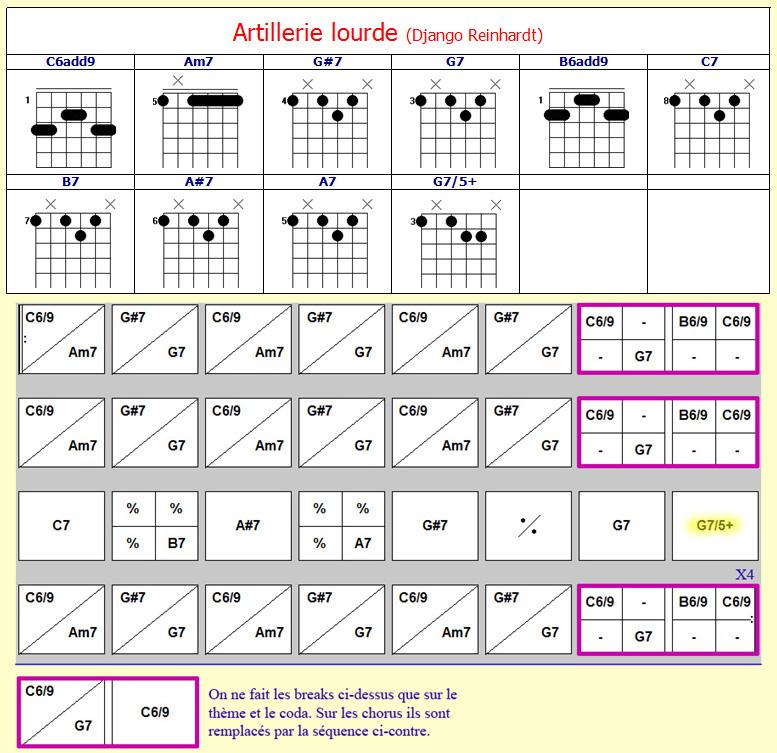 Artillerie lourde (Django Reinhardt)
C6add9 Am7 G#7 G7 B6add9 C7
1 X 5 X X 4 X X 3 1 X X 8
B7 A#7 A7 G7/5+
X X 7 X X 6 X X 5 X X 3
C6/9 G#7 C6/9 G#7 C6/9 G#7 C6/9 - B6/9 C6/9
: Am7 G7 Am7 G7 Am7 G7 - G7 - -
C6/9 G#7 C6/9 G#7 C6/9 G#7 C6/9 - B6/9 C6/9
Am7 G7 Am7 G7 Am7 G7 - G7 - -
% % % %
C7 A#7 G#7 ٪ G7 G7/5+
% B7 % A7
X4
C6/9 G#7 C6/9 G#7 C6/9 G#7 C6/9 - B6/9 C6/9 :
Am7 G7 Am7 G7 Am7 G7 - G7 - -
C6/9
G7 C6/9
On ne fait les breaks ci-dessus que sur le
thème et le coda. Sur les chorus ils sont
remplacés par la séquence ci-contre.